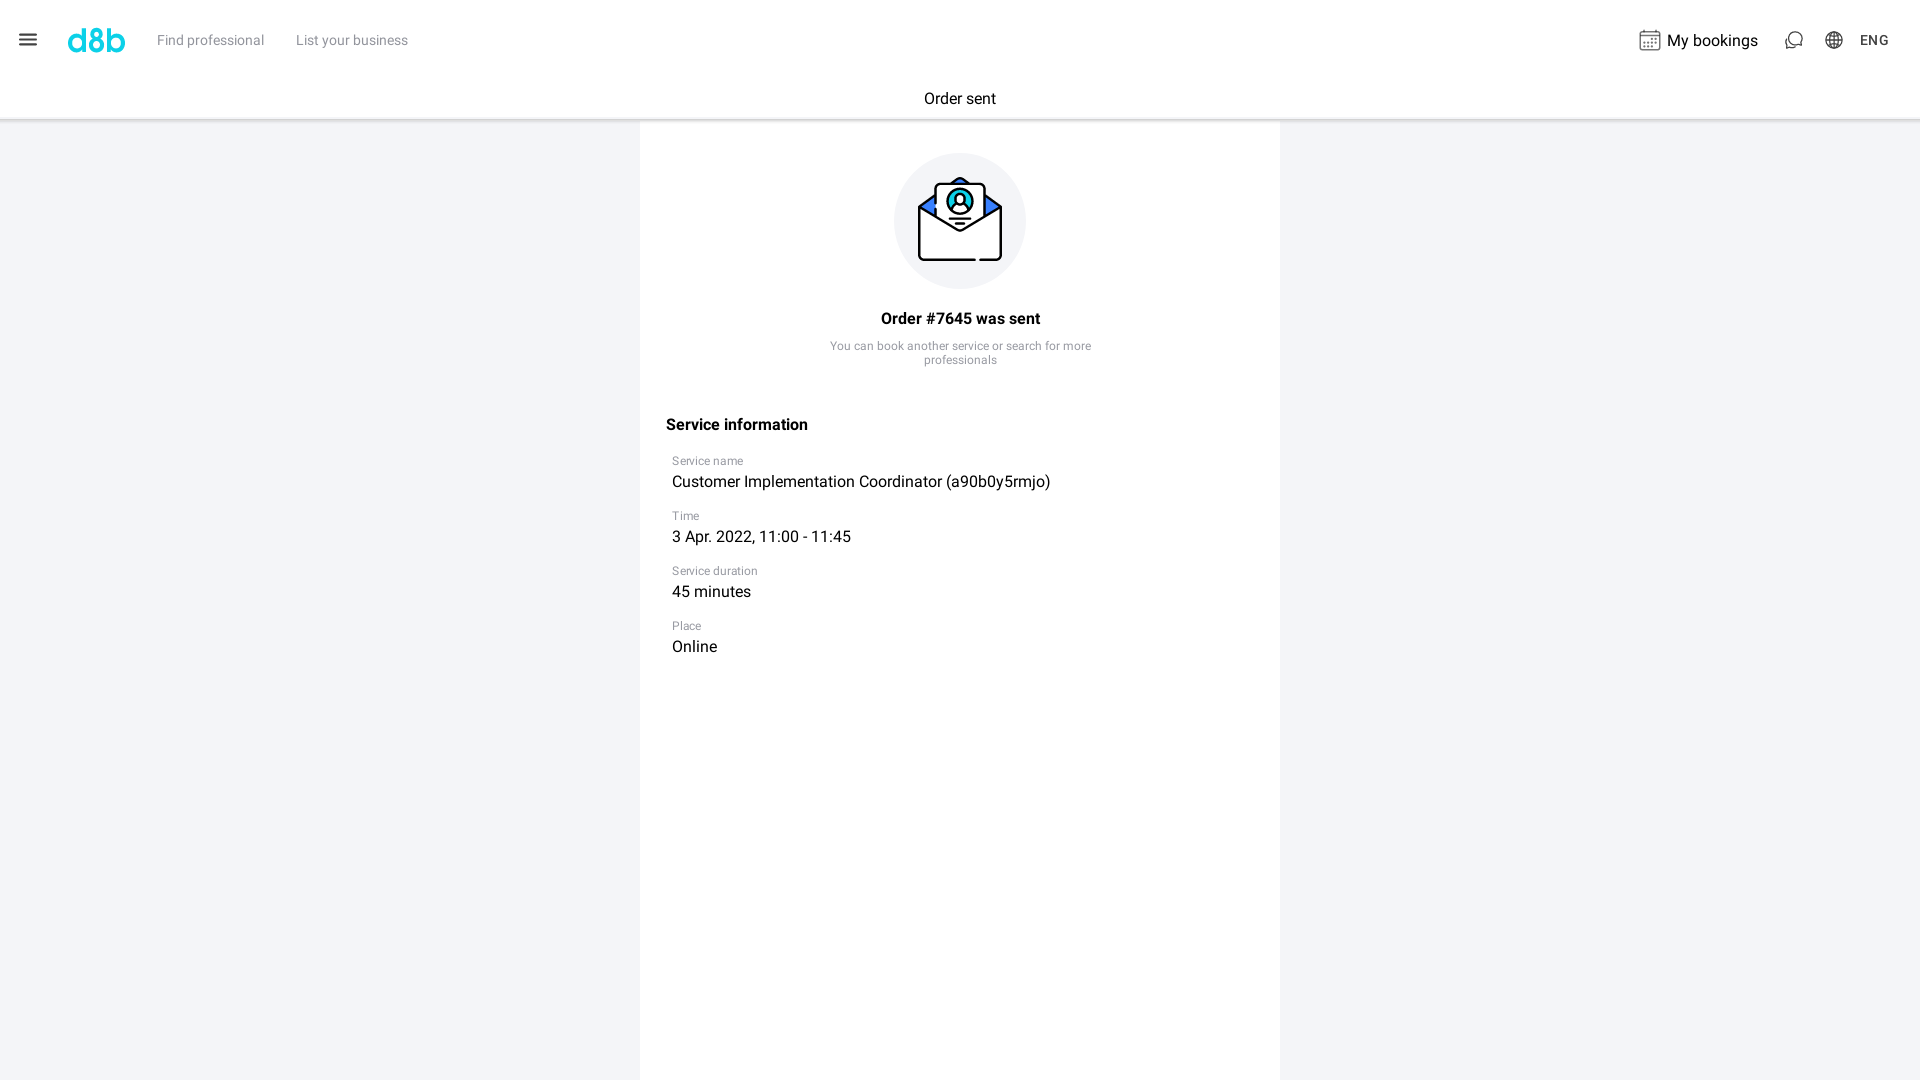 d8b
Find professional
List your business
My bookings
ENG
Order sent
Order #7645 was sent
You can book another service or search for more
professionals
Service information
Service name
Customer Implementation Coordinator (a90b0y5rmjo)
Time
3 Apr. 2022, 11:00 - 11:45
Service duration
45 minutes
Place
Online